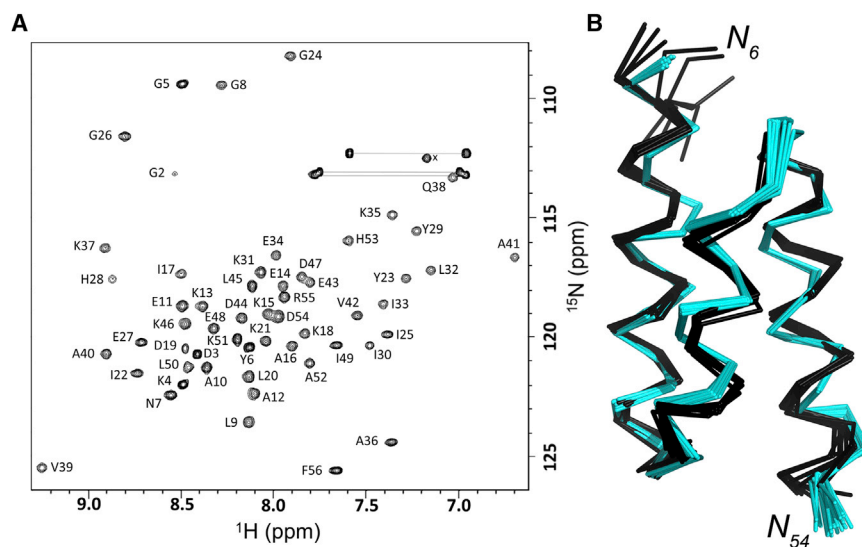 A
B
G24
G5
G8
G26
G2
x
Q38
K35
Y29
K37
H53
A41
E34
I17
K31
D47
L32
H28
L45
E14
E43
Y23
E11
K13
R55
I33
D44
K15
D54
V42
K46
E48
K21
K18
I25
E27
K51
A40
D19
D3
Y6
A16
I49
I30
I22
L50
A10
L20
A52
K4
N7
A12
L9
A36
V39
F56
110
115
120
125
15N (ppm)
9.0
8.5
8.0
7.5
7.0
1H (ppm)
N6
N54